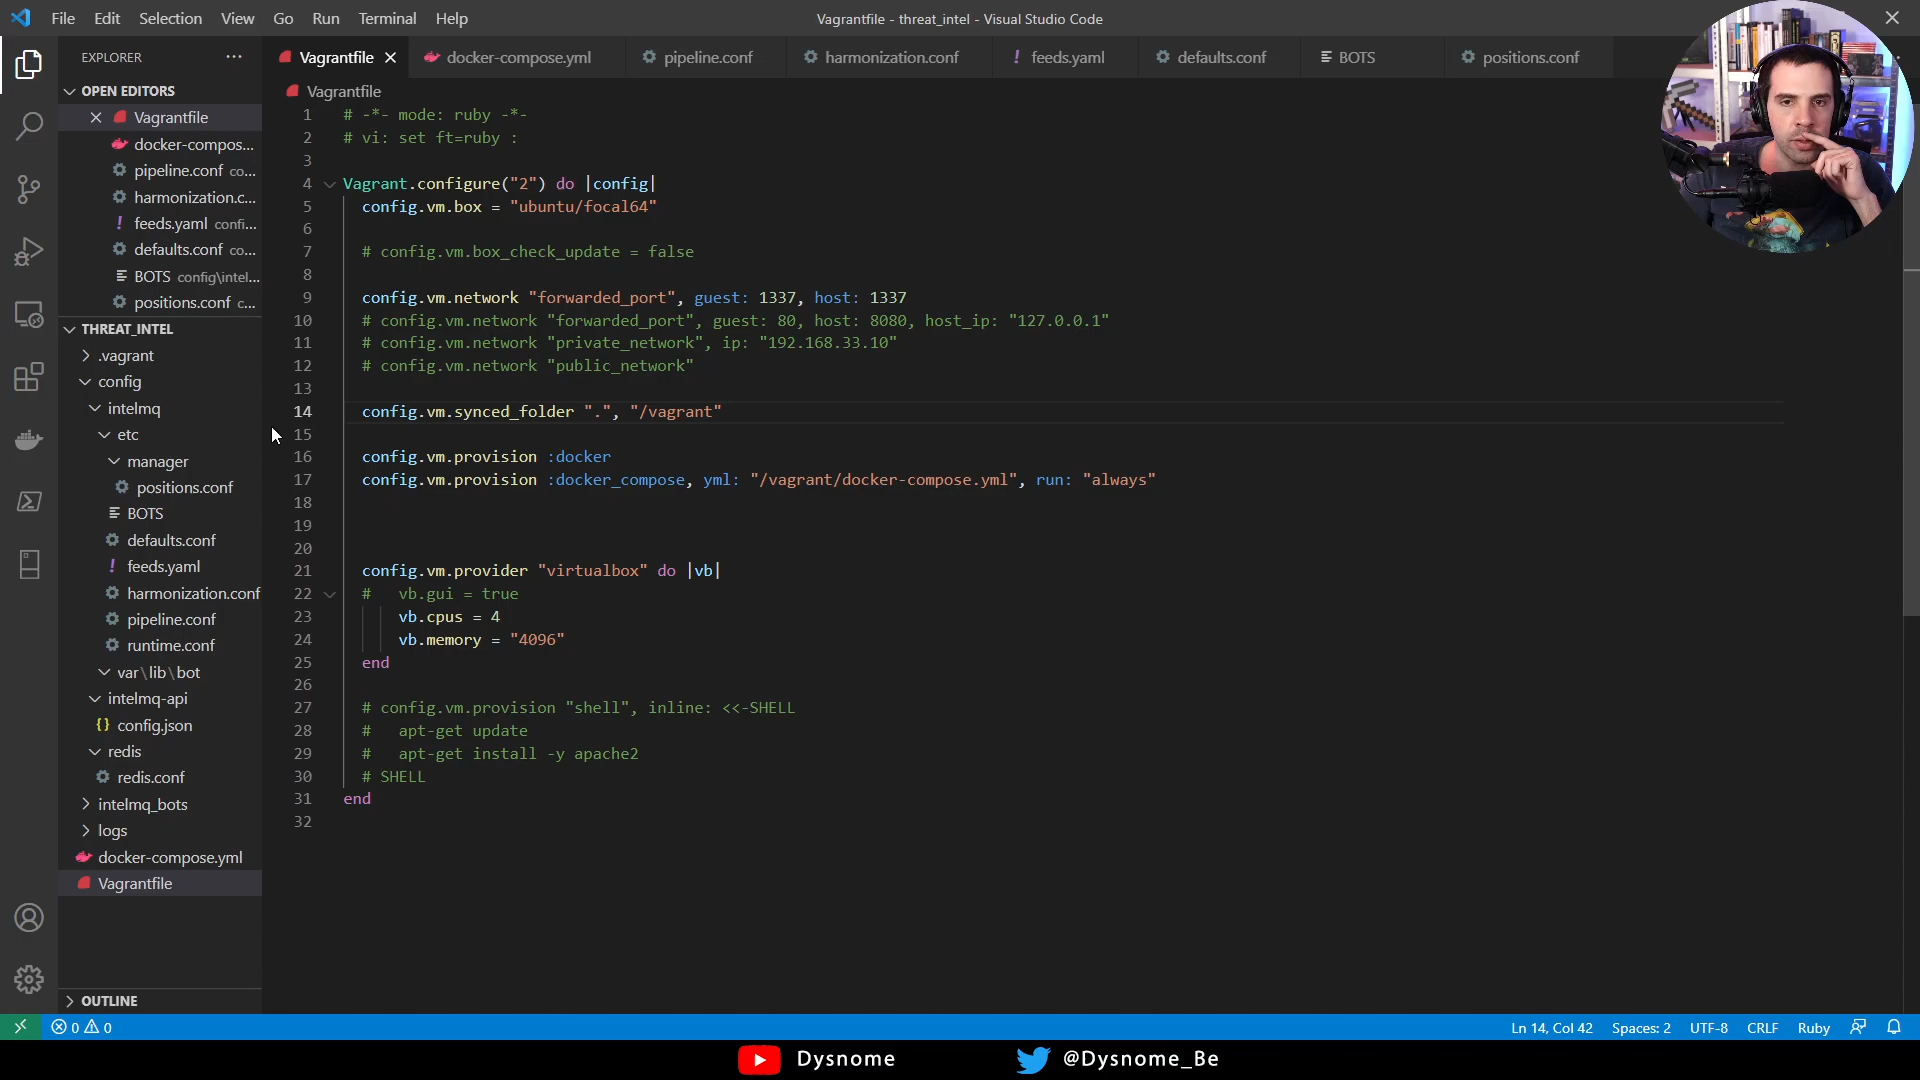 File Edit Selection View Go Run Terminal Help
Vagrantfile - threat_intel - Visual Studio Code
EXPLORER
OPEN EDITORS
Vagrantfile
docker-compos...
pipeline.conf co...
harmonization.c...
feeds.yaml confi...
defaults.conf co...
BOTS config\intel...
positions.conf c...
THREAT_INTEL
.vagrant
config
intelmq
etc
manager
positions.conf
BOTS
defaults.conf
feeds.yaml
harmonization.conf
pipeline.conf
runtime.conf
var\lib\bot
intelmq-api
config.json
redis
redis.conf
intelmq_bots
logs
docker-compose.yml
Vagrantfile
OUTLINE
Vagrantfile docker-compose.yml pipeline.conf harmonization.conf feeds.yaml defaults.conf BOTS positions.conf
Vagrantfile
1 # -*- mode: ruby -*-
2 # vi: set ft=ruby :
3
4 Vagrant.configure("2") do |config|
5 config.vm.box = "ubuntu/focal64"
6
7 # config.vm.box_check_update = false
8
9 config.vm.network "forwarded_port", guest: 1337, host: 1337
10 # config.vm.network "forwarded_port", guest: 80, host: 8080, host_ip: "127.0.0.1"
11 # config.vm.network "private_network", ip: "192.168.33.10"
12 # config.vm.network "public_network"
13
14 config.vm.synced_folder ".", "/vagrant"
15
16 config.vm.provision :docker
17 config.vm.provision :docker_compose, yml: "/vagrant/docker-compose.yml", run: "always"
18
19
20
21 config.vm.provider "virtualbox" do |vb|
22 # vb.gui = true
23 vb.cpus = 4
24 vb.memory = "4096"
25 end
26
27 # config.vm.provision "shell", inline: <<-SHELL
28 # apt-get update
29 # apt-get install -y apache2
30 # SHELL
31 end
32
0 0 Ln 14, Col 42 Spaces: 2 UTF-8 CRLF Ruby
Dysnome @Dysnome_Be